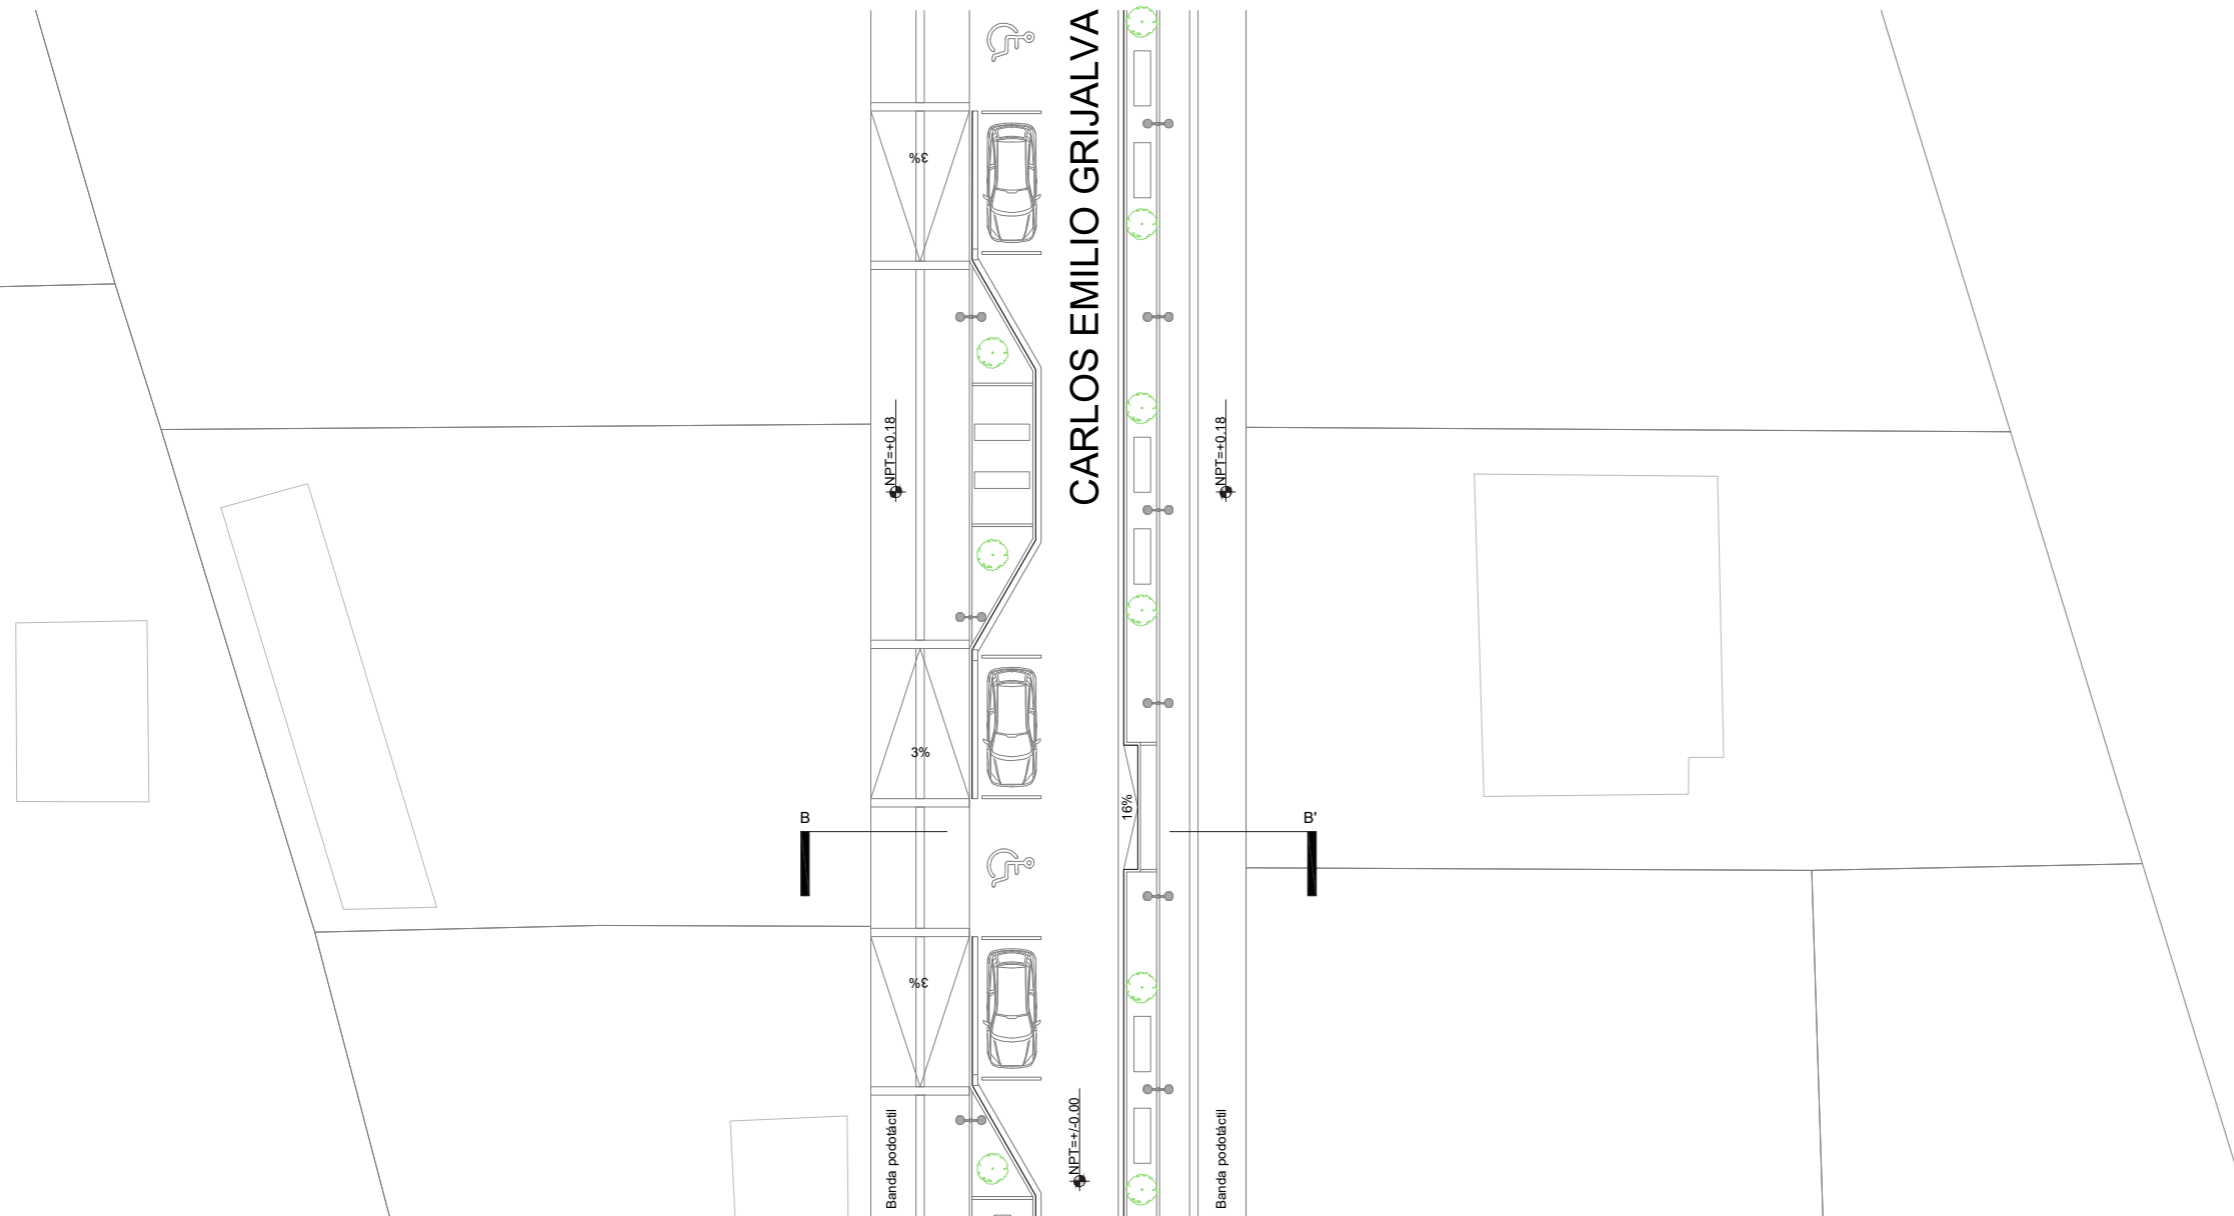 CARLOS EMILIO GRIJALVA
3%
NPT=+0.18
NPT=+0.18
3%
16%
B
B'
3%
NPT=+/-0.00
Banda podotáctil
Banda podotáctil